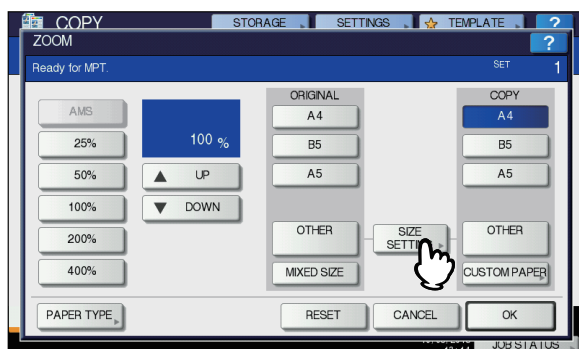 COPY STORAGE SETTINGS TEMPLATE ?
ZOOM ?
Ready for MPT. SET 1
ORIGINAL COPY
AMS A4 A4
100 %
25% B5 B5
50% UP A5 A5
100% DOWN
200% OTHER SIZE OTHER
400% MIXED SIZE CUSTOM PAPER
PAPER TYPE RESET CANCEL OK
JOB STATUS